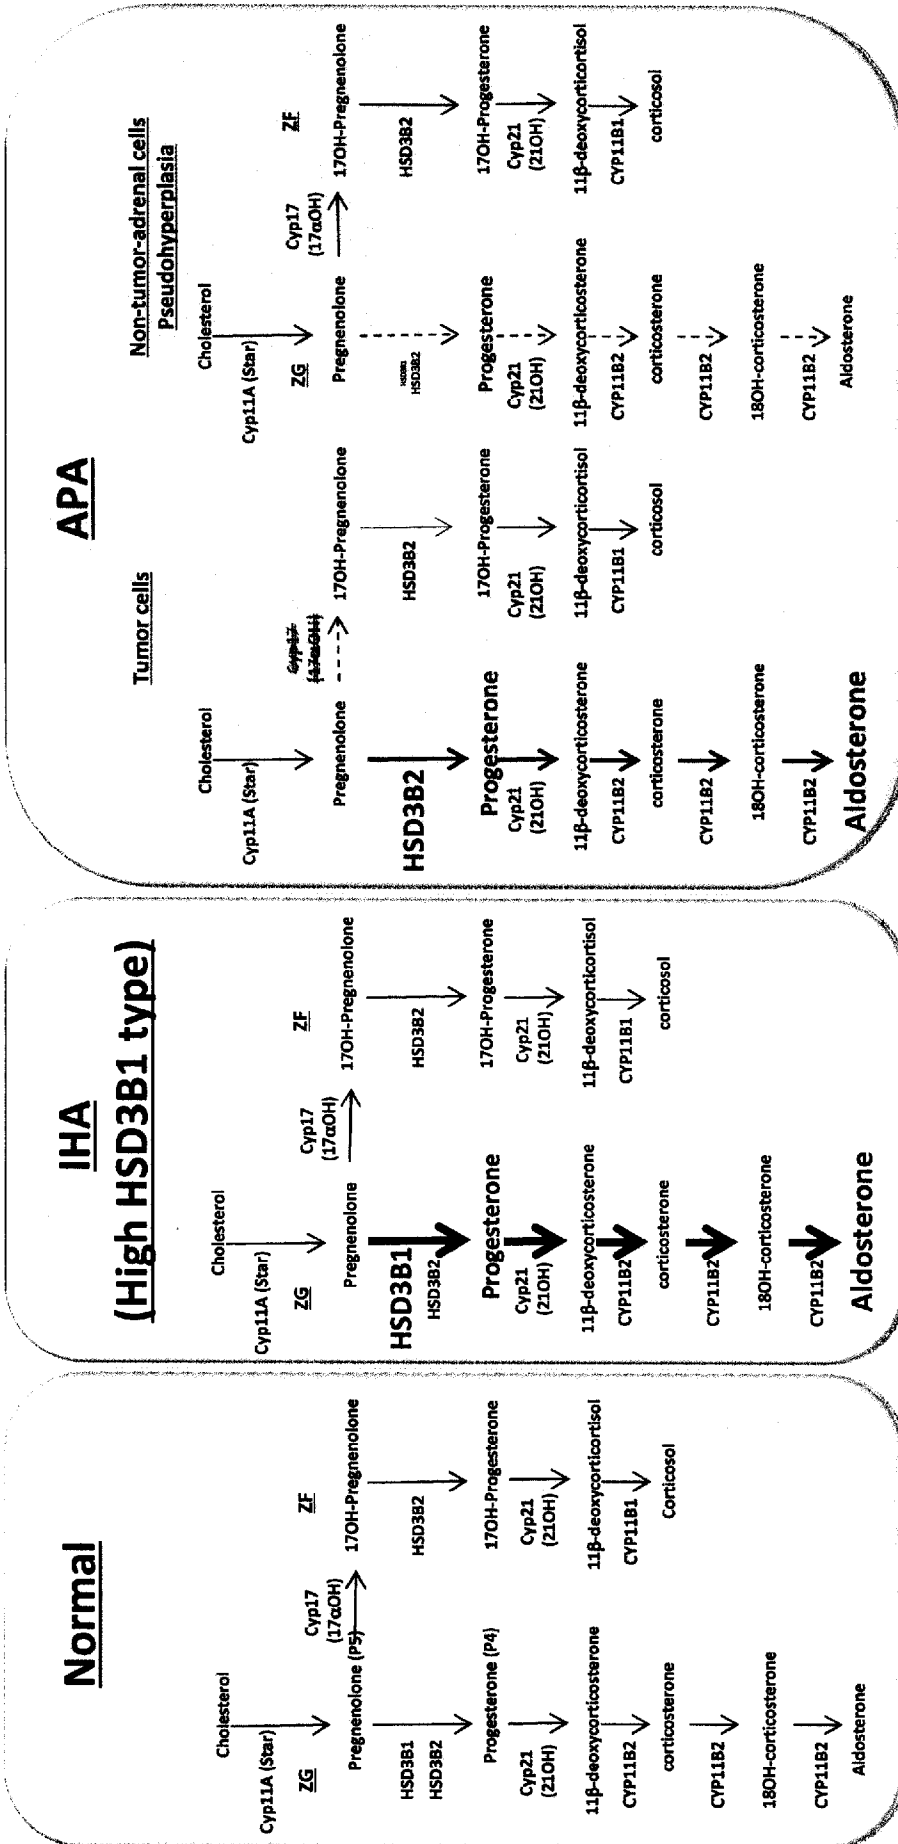 Normal
Cholesterol
Cyp11A (Star)
ZG
Pregnenolone (P5)
HSD3B1
HSD3B2
Progesterone (P4)
Cyp21
(21OH)
11β-deoxycorticosterone
CYP11B2
corticosterone
CYP11B2
18OH-corticosterone
CYP11B2
Aldosterone
Cyp17
(17αOH)
ZF
17OH-Pregnenolone
HSD3B2
17OH-Progesterone
Cyp21
(21OH)
11β-deoxycorticortisol
CYP11B1
Corticosol
IHA
(High HSD3B1 type)
Cholesterol
Cyp11A (Star)
ZG
Pregnenolone
HSD3B1
HSD3B2
Progesterone
Cyp21
(21OH)
11β-deoxycorticosterone
CYP11B2
corticosterone
CYP11B2
18OH-corticosterone
CYP11B2
Aldosterone
Cyp17
(17αOH)
ZF
17OH-Pregnenolone
HSD3B2
17OH-Progesterone
Cyp21
(21OH)
11β-deoxycorticortisol
CYP11B1
corticosol
APA
Tumor cells
Cholesterol
Cyp11A (Star)
Pregnenolone
HSD3B2
Progesterone
Cyp21
(21OH)
11β-deoxycorticosterone
CYP11B2
corticosterone
CYP11B2
18OH-corticosterone
CYP11B2
Aldosterone
Cyp17
(17αOH)
17OH-Pregnenolone
HSD3B2
17OH-Progesterone
Cyp21
(21OH)
11β-deoxycorticortisol
CYP11B1
corticosol
Non-tumor-adrenal cells
Pseudohyperplasia
Cholesterol
Cyp11A (Star)
ZG
Pregnenolone
HSD3B1
HSD3B2
Progesterone
Cyp21
(21OH)
11β-deoxycorticosterone
CYP11B2
corticosterone
CYP11B2
18OH-corticosterone
CYP11B2
Aldosterone
Cyp17
(17αOH)
ZF
17OH-Pregnenolone
HSD3B2
17OH-Progesterone
Cyp21
(21OH)
11β-deoxycorticortisol
CYP11B1
corticosol